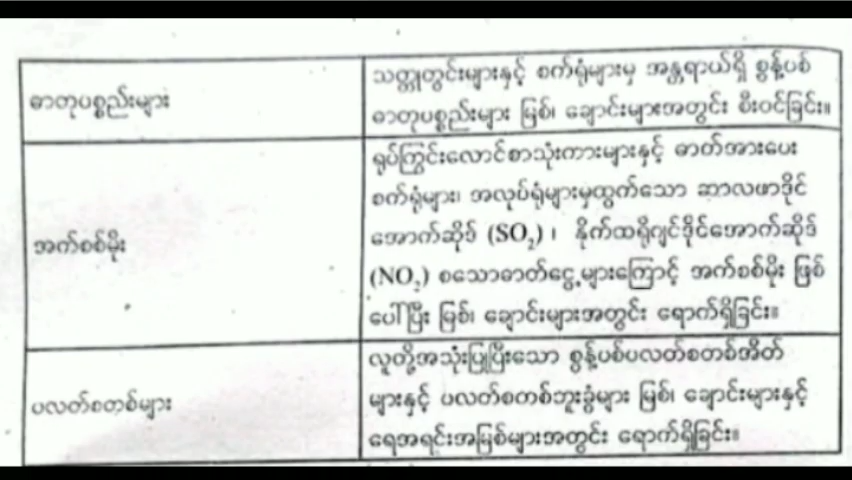 ဓာတုပစ္စည်းများ
သတ္တုတွင်းများနှင့် စက်ရုံများမှ အန္တရာယ်ရှိ စွန့်ပစ်
ဓာတုပစ္စည်းများ မြစ်၊ ချောင်းများအတွင်း စီးဝင်ခြင်း။
အက်စစ်မိုး
ရုပ်ကြွင်းလောင်စာသုံးကားများနှင့် ဓာတ်အားပေး
စက်ရုံများ၊ အလုပ်ရုံများမှထွက်သော ဆာလဖာဒိုင်
အောက်ဆိုဒ် (SO₂) ၊ နိုက်ထရိုဂျင်ဒိုင်အောက်ဆိုဒ်
(NO₂) စသောဓာတ်ငွေ့များကြောင့် အက်စစ်မိုး ဖြစ်
ပေါ်ပြီး မြစ်၊ ချောင်းများအတွင်း ရောက်ရှိခြင်း။
ပလတ်စတစ်များ
လူတို့အသုံးပြုပြီးသော စွန့်ပစ်ပလတ်စတစ်အိတ်
များနှင့် ပလတ်စတစ်ဘူးခွံများ မြစ်၊ ချောင်းများနှင့်
ရေအရင်းအမြစ်များအတွင်း ရောက်ရှိခြင်း။